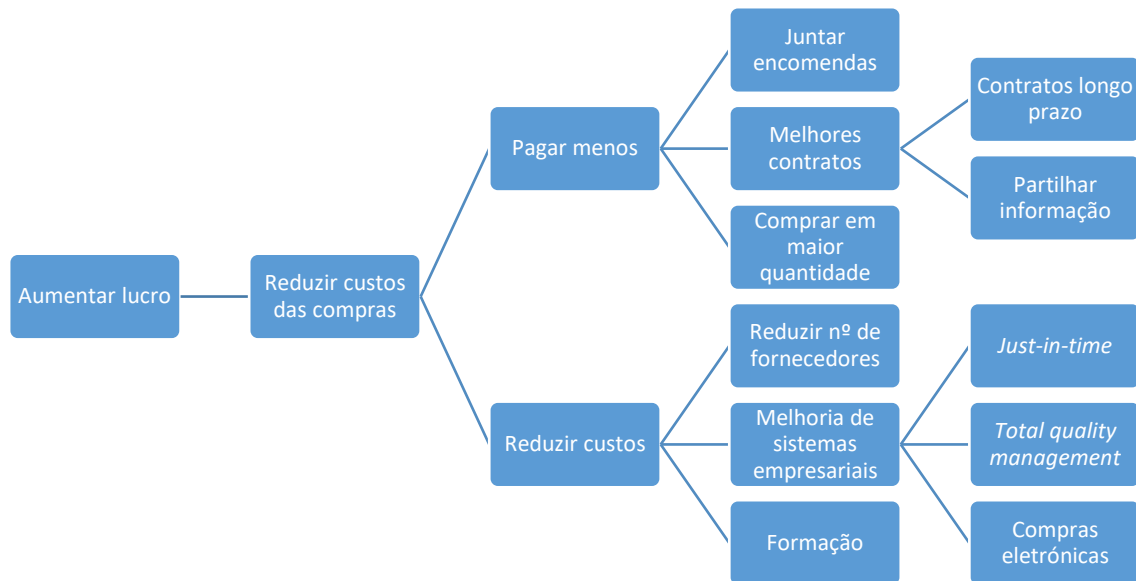 Juntar
encomendas
Contratos longo
prazo
Pagar menos
Melhores
contratos
Partilhar
informação
Comprar em
maior
quantidade
Aumentar lucro
Reduzir custos
das compras
Reduzir nº de
fornecedores
Just-in-time
Reduzir custos
Melhoria de
sistemas
empresariais
Total quality
management
Formação
Compras
eletrónicas